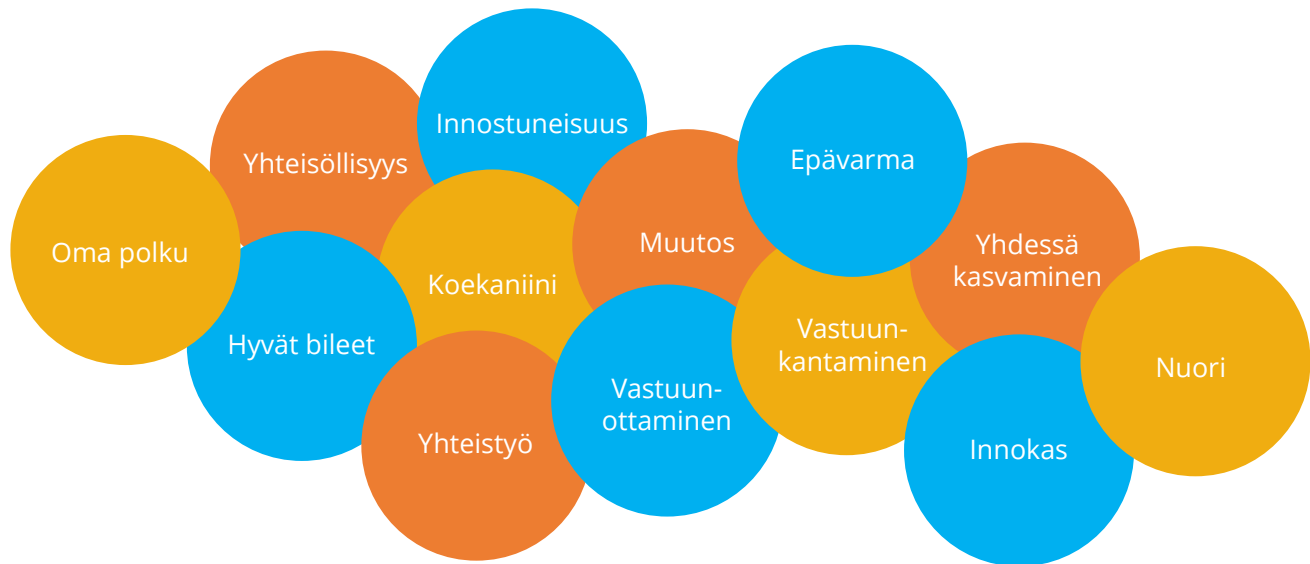 Innostuneisuus
Yhteisöllisyys
Epävarma
Oma polku
Muutos
Yhdessä
kasvaminen
Koekaniini
Hyvät bileet
Vastuun-
kantaminen
Nuori
Vastuun-
ottaminen
Yhteistyö
Innokas